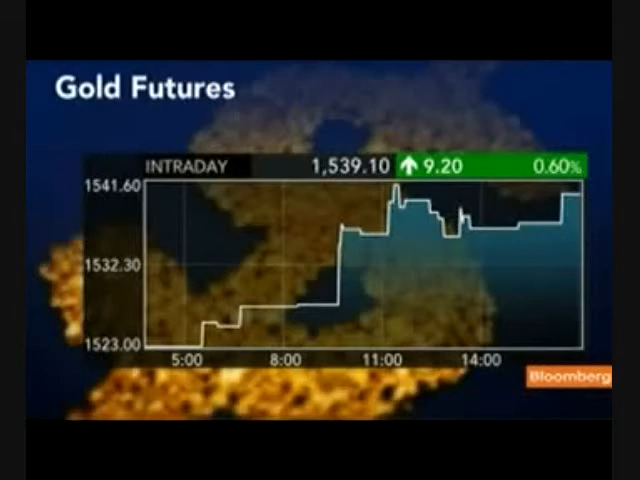 Gold Futures
INTRADAY 1,539.10 9.20 0.60%
1541.60
1532.30
1523.00
5:00 8:00 11:00 14:00
Bloomberg